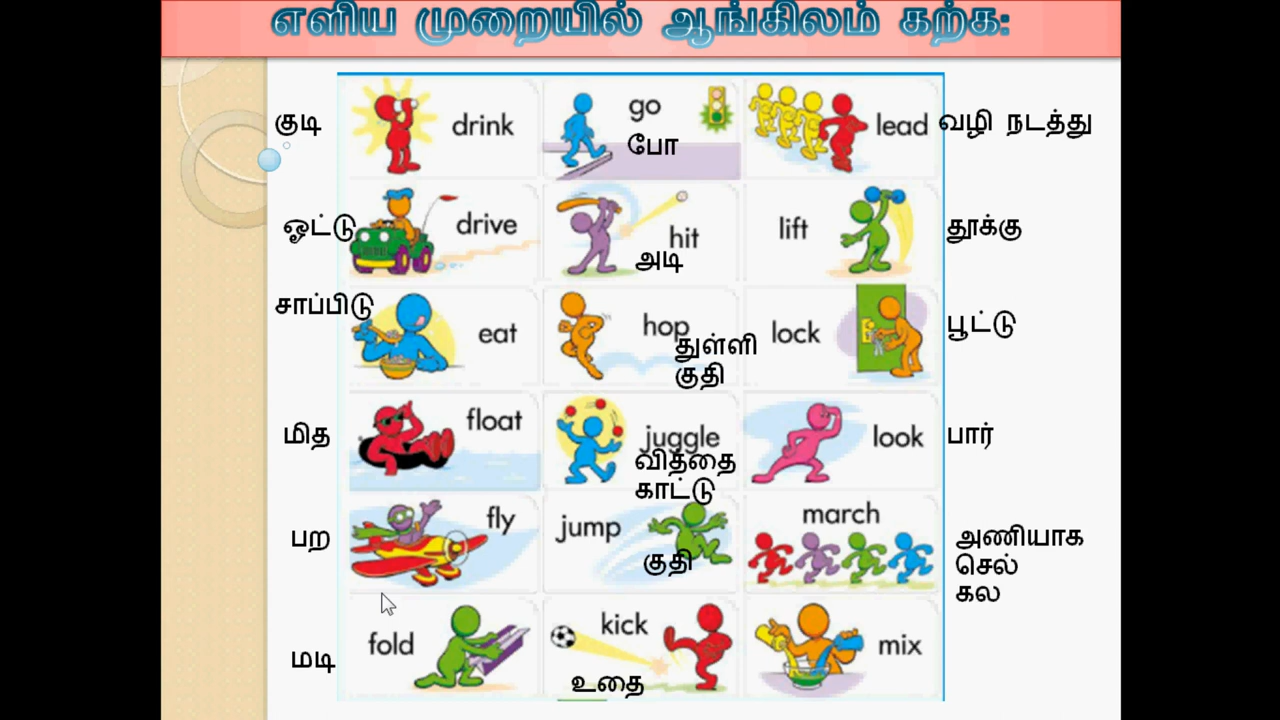 எளிய முறையில் ஆங்கிலம் கற்க:
குடி drink go lead வழி நடத்து
போ
ஓட்டு drive hit lift தூக்கு
அடி
சாப்பிடு eat hop lock பூட்டு
துள்ளி
குதி
மித float juggle look பார்
வித்தை
காட்டு
பற fly jump march அணியாக
குதி செல்
கல
மடி fold kick mix
உதை